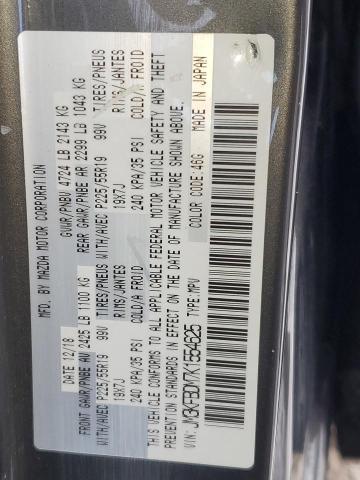 MFD BY MAZDA MOTOR CORPORATION
DATE 12/18
GVWR/PNBV 4724 LB 2143 KG
FRONT GAWR/PNBE AV 2425 LB 1100 KG
REAR GAWR/PNBE AR 2299 LB 1043 KG
WITH/AVEC P225/55R19 99V TIRES/PNEUS
WITH/AVEC P225/55R19 99V TIRES/PNEUS
19X7J RIMS/JANTES
19X7J RIMS/JANTES
240 KPA/35 PSI COLD/A FROID
240 KPA/35 PSI COLD/A FROID
THIS VEHICLE CONFORMS TO ALL APPLICABLE FEDERAL MOTOR VEHICLE SAFETY AND THEFT
PREVENTION STANDARDS IN EFFECT ON THE DATE OF MANUFACTURE SHOWN ABOVE.
COLOR CODE:46G
MADE IN JAPAN
TYPE:MPV